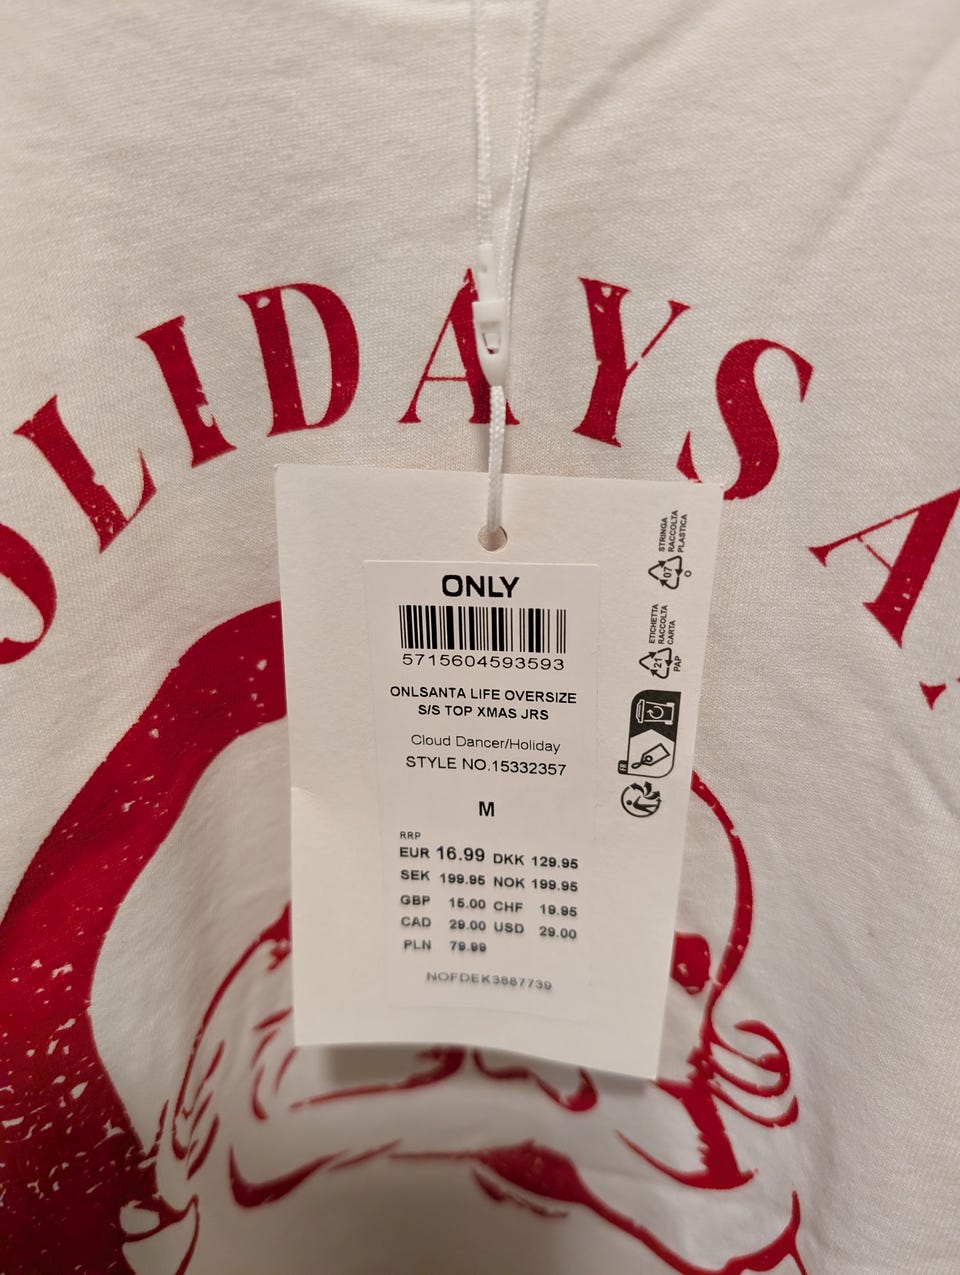 OLIDAYS A
ONLY
5715604593593
ONLSANTA LIFE OVERSIZE
S/S TOP XMAS JRS
Cloud Dancer/Holiday
STYLE NO.15332357
M
RRP
EUR 16.99 DKK 129.95
SEK 199.95 NOK 199.95
GBP 15.00 CHF 19.95
CAD 29.00 USD 29.00
PLN 79.99
NOFDEK3887739
STRINGA
RACCOLTA
PLASTICA
07
O
ETICHETTA
RACCOLTA
CARTA
21
PAP
FR